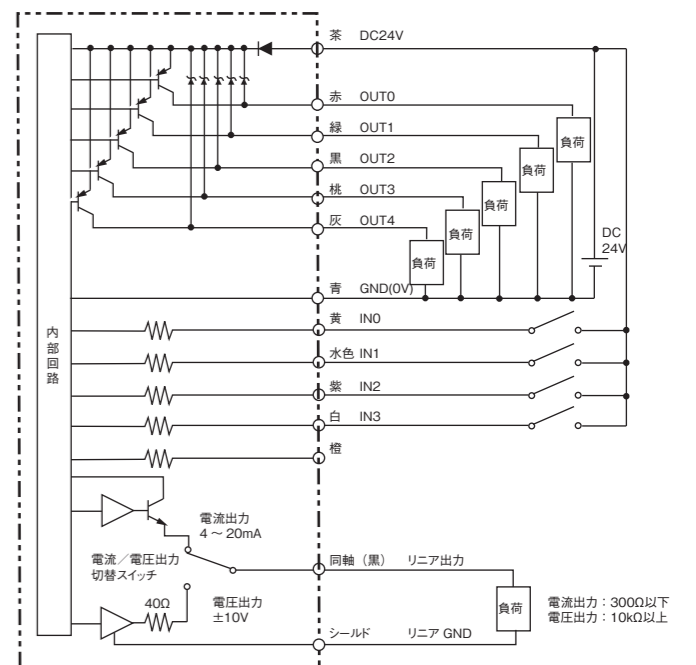 茶 DC24V
赤 OUT0
緑 OUT1
黒 OUT2
桃 OUT3
灰 OUT4
負荷
負荷
負荷
負荷
負荷
DC
24V
青 GND(0V)
黄 IN0
水色 IN1
紫 IN2
白 IN3
橙
内部回路
電流出力
4 ~ 20mA
電流/電圧出力
切替スイッチ
40Ω
電圧出力
±10V
同軸(黒) リニア出力
負荷
電流出力:300Ω以下
電圧出力:10kΩ以上
シールド リニア GND